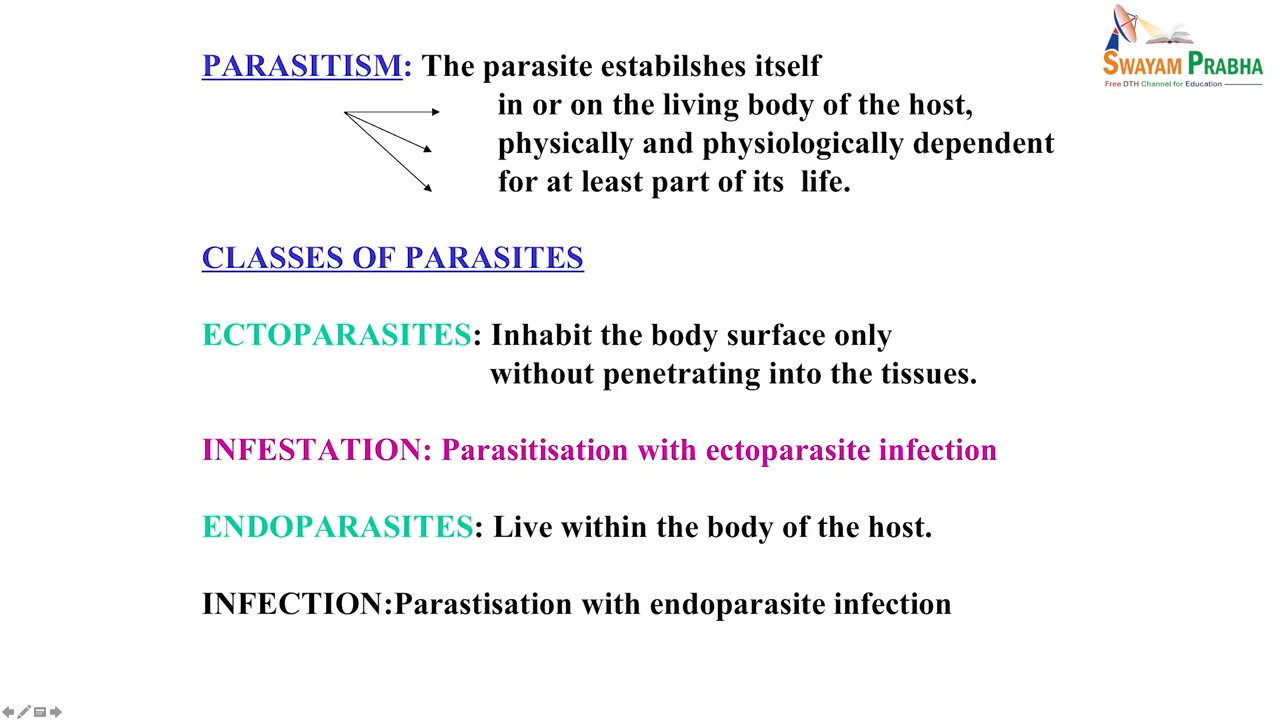 SWAYAM PRABHA
Free DTH Channel for Education
PARASITISM: The parasite estabilshes itself
in or on the living body of the host,
physically and physiologically dependent
for at least part of its life.
CLASSES OF PARASITES
ECTOPARASITES: Inhabit the body surface only
without penetrating into the tissues.
INFESTATION: Parasitisation with ectoparasite infection
ENDOPARASITES: Live within the body of the host.
INFECTION:Parastisation with endoparasite infection